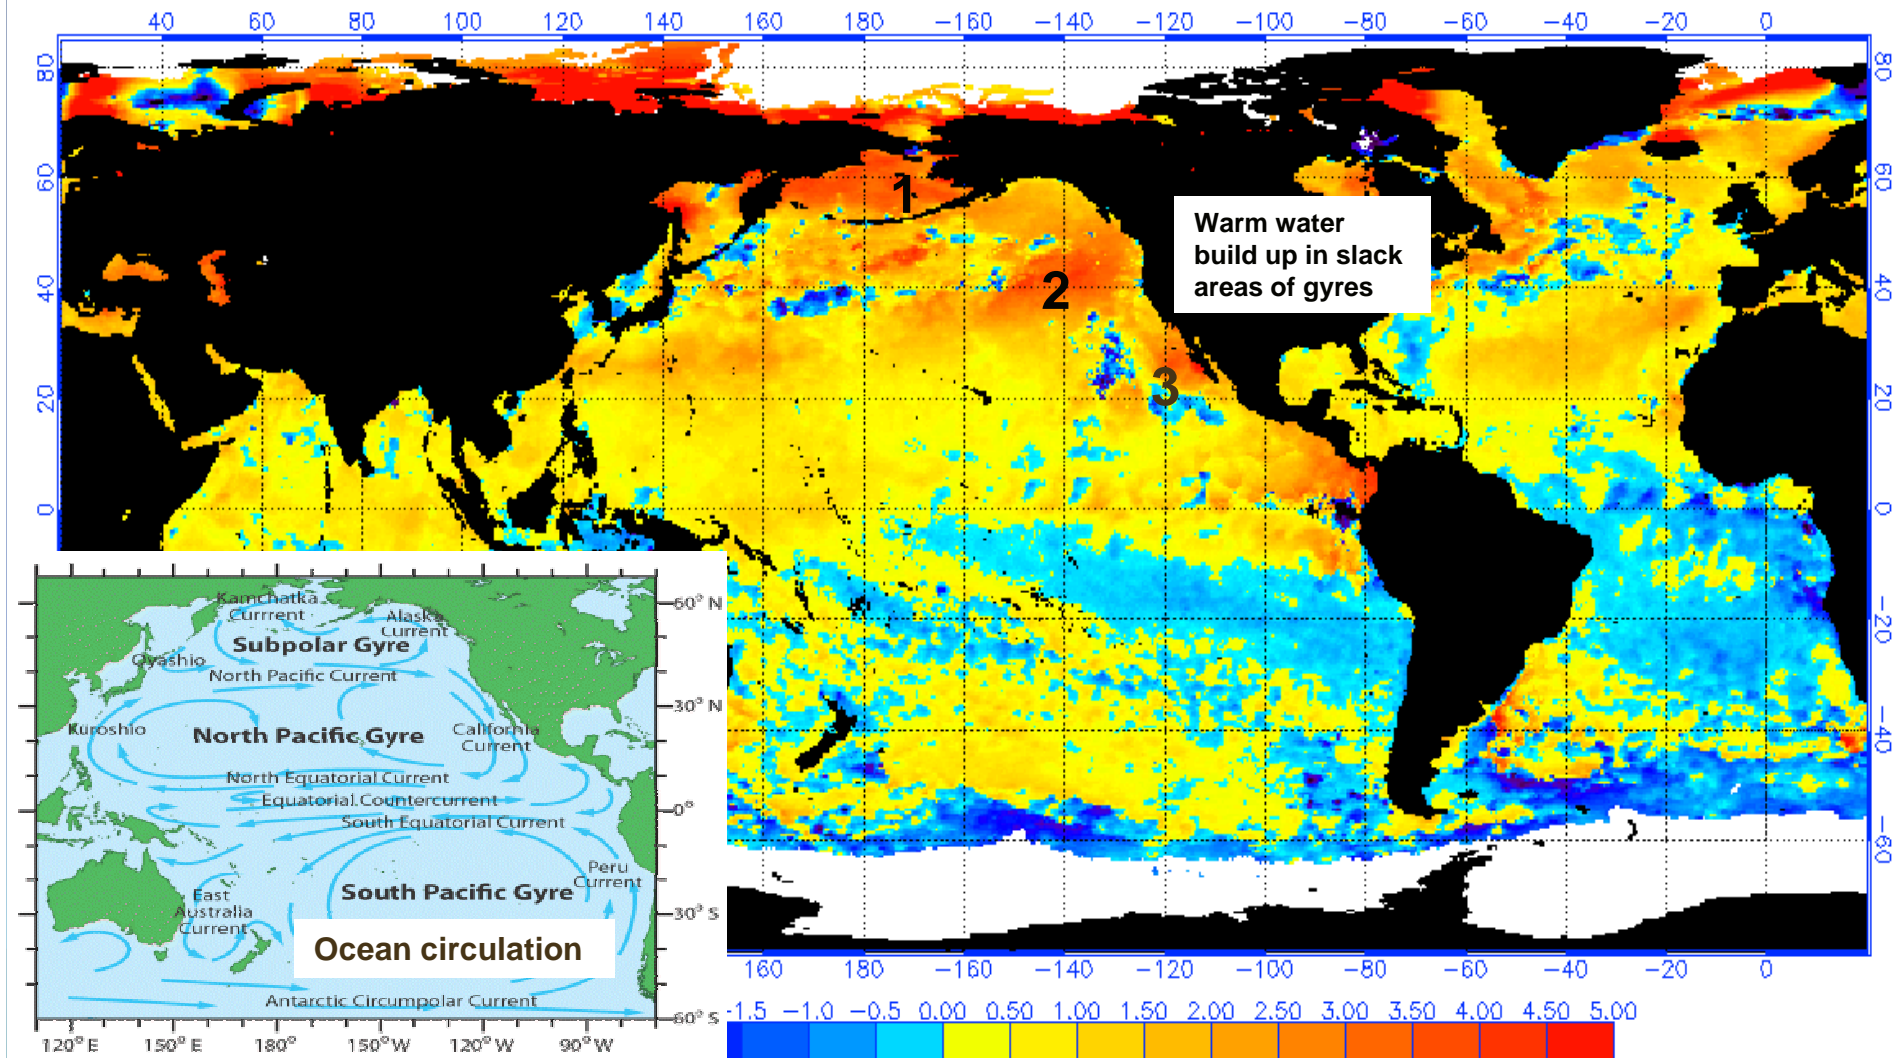 40 60 80 100 120 140 160 180 −160 −140 −120 −100 −80 −60 −40 −20 0
80 80
60 60
40 40
20 20
0 0
−20
−40
−60
1
2
3
Warm water
build up in slack
areas of gyres
160 180 −160 −140 −120 −100 −80 −60 −40 −20 0
-1.5 −1.0 −0.5 0.00 0.50 1.00 1.50 2.00 2.50 3.00 3.50 4.00 4.50 5.00
Kamchatka
Currrent
Alaska
Current
Subpolar Gyre
Oyashio
North Pacific Current
Kuroshio
North Pacific Gyre
California
Current
North Equatorial Current
Equatorial Countercurrent
South Equatorial Current
Peru
Current
South Pacific Gyre
East
Australia
Current
Ocean circulation
Antarctic Circumpolar Current
60° N
30° N
0°
30° S
60° S
120° E 150° E 180° 150° W 120° W 90° W